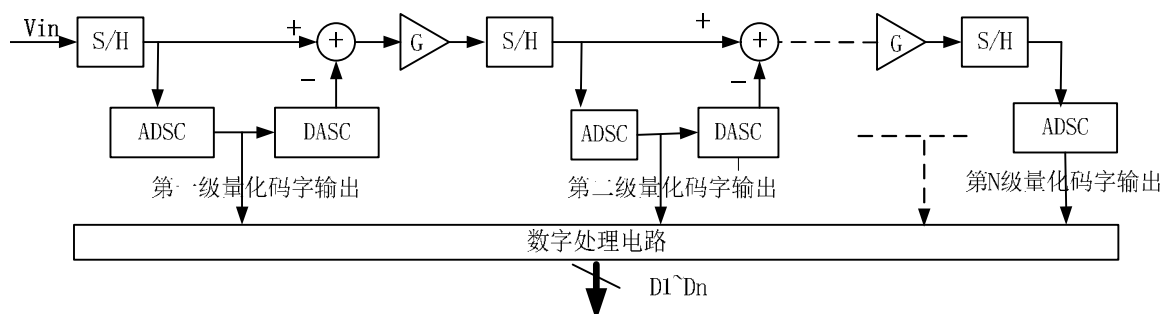 Vin
S/H
+
+
−
G
S/H
+
+
−
G
S/H
ADSC
DASC
ADSC
DASC
ADSC
第一级量化码字输出
第二级量化码字输出
第N级量化码字输出
数字处理电路
D1~Dn